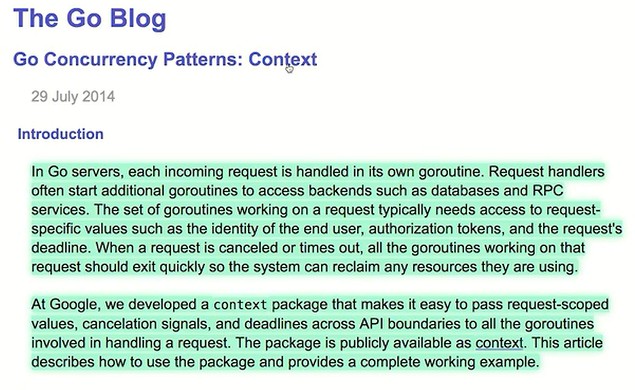 The Go Blog
Go Concurrency Patterns: Context
29 July 2014
Introduction
In Go servers, each incoming request is handled in its own goroutine. Request handlers
often start additional goroutines to access backends such as databases and RPC
services. The set of goroutines working on a request typically needs access to request-
specific values such as the identity of the end user, authorization tokens, and the request's
deadline. When a request is canceled or times out, all the goroutines working on that
request should exit quickly so the system can reclaim any resources they are using.
At Google, we developed a context package that makes it easy to pass request-scoped
values, cancelation signals, and deadlines across API boundaries to all the goroutines
involved in handling a request. The package is publicly available as context. This article
describes how to use the package and provides a complete working example.